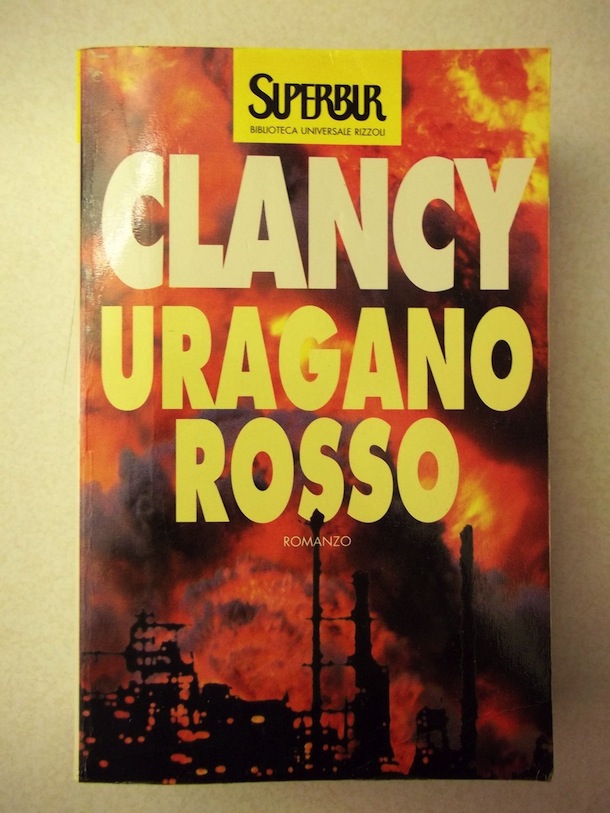 SUPERBUR
BIBLIOTECA UNIVERSALE RIZZOLI
CLANCY
URAGANO
ROSSO
ROMANZO